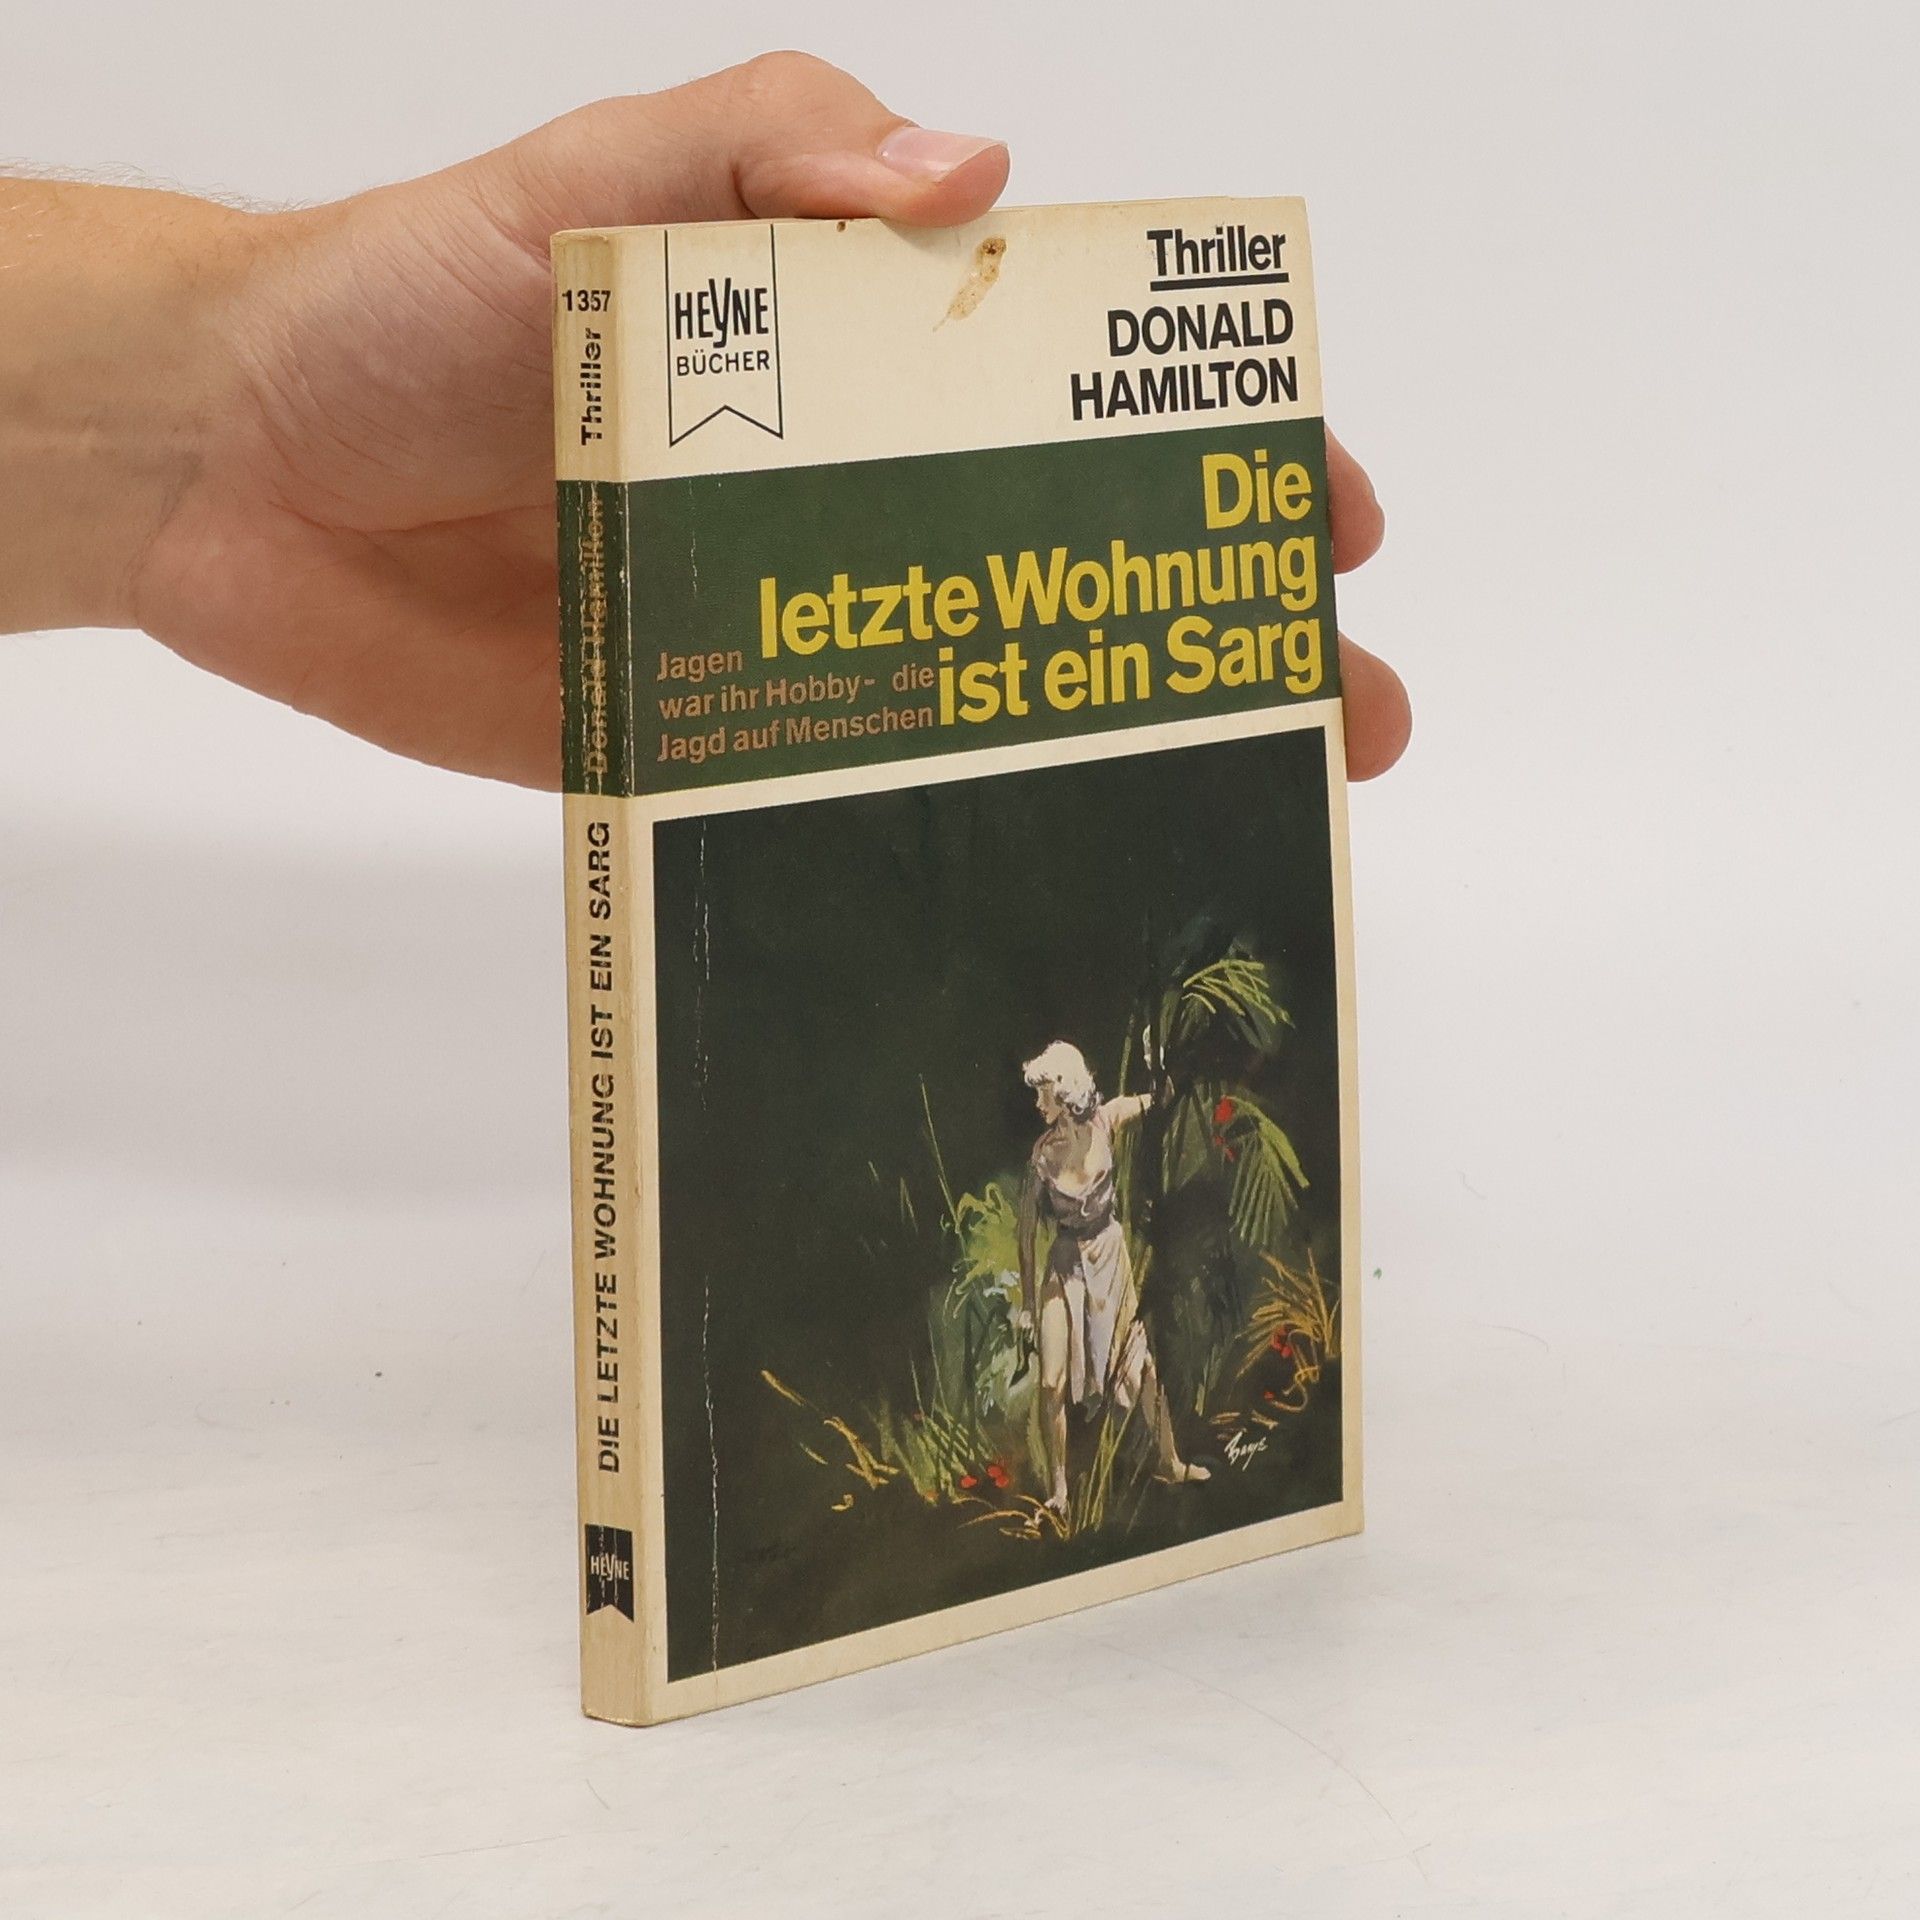 1357
Thriller
Donald Hamilton
DIE LETZTE WOHNUNG IST EIN SARG
HEYNE
HEYNE
BÜCHER
Thriller
DONALD
HAMILTON
Die
letzte Wohnung
ist ein Sarg
Jagen
war ihr Hobby - die
Jagd auf Menschen